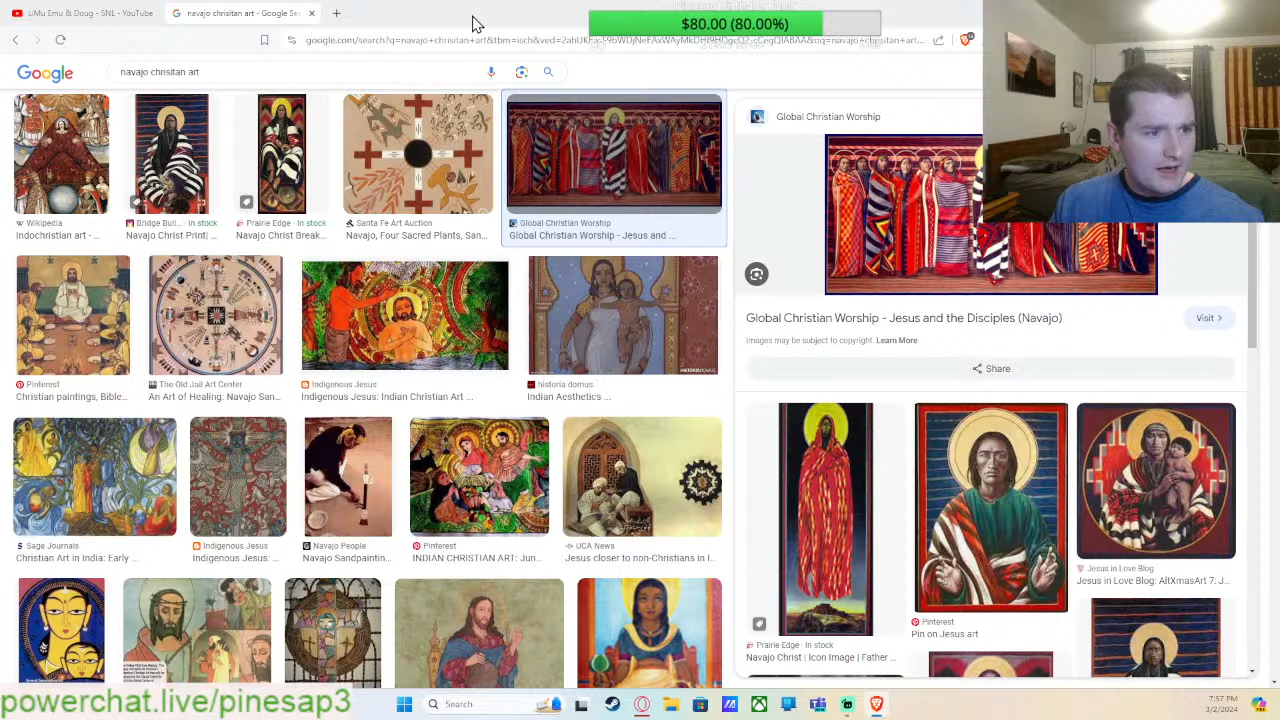 LiMu Emu & Doug - SNL - YouTube
navajo christian art - Google Se
$80.00 (80.00%)
Google
navajo chrisitan art
Global Christian Worship
Wikipedia
Indochristian art - ...
Bridge Buil... · In stock
Navajo Christ Print| ...
Prairie Edge · In stock
Navajo Christ Break...
Santa Fe Art Auction
Navajo, Four Sacred Plants, San...
Global Christian Worship
Global Christian Worship - Jesus and ...
Global Christian Worship - Jesus and the Disciples (Navajo)
Visit
Images may be subject to copyright Learn More
Share
Pinterest
Christian paintings, Bible...
The Old Jail Art Center
An Art of Healing: Navajo San...
Indigenous Jesus
Indigenous Jesus: Indian Christian Art ...
HISTORIADOMUS
historia domus
Indian Aesthetics ...
Sage Journals
Christian Art in India: Early ...
Indigenous Jesus
Indigenous Jesus: ...
Navajo People
Navajo Sandpaintin...
Pinterest
INDIAN CHRISTIAN ART: Jun...
UCA News
Jesus closer to non-Christians in I...
Jesus in Love Blog
Jesus in Love Blog: AltXmasArt 7: J...
Pinterest
Pin on Jesus art
Prairie Edge · In stock
Navajo Christ | Icon Image | Father ...
powerchat.live/pinesap3
Search
7:57 PM
3/2/2024